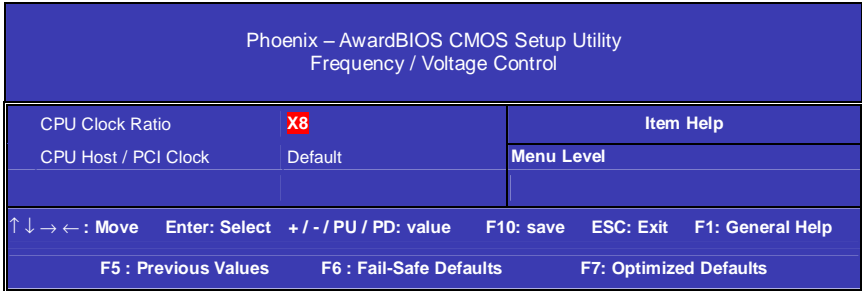 Phoenix – AwardBIOS CMOS Setup Utility
Frequency / Voltage Control
CPU Clock Ratio X8 Item Help
CPU Host / PCI Clock Default Menu Level
↑↓→←: Move Enter: Select + / - / PU / PD: value F10: save ESC: Exit F1: General Help
F5 : Previous Values F6 : Fail-Safe Defaults F7: Optimized Defaults